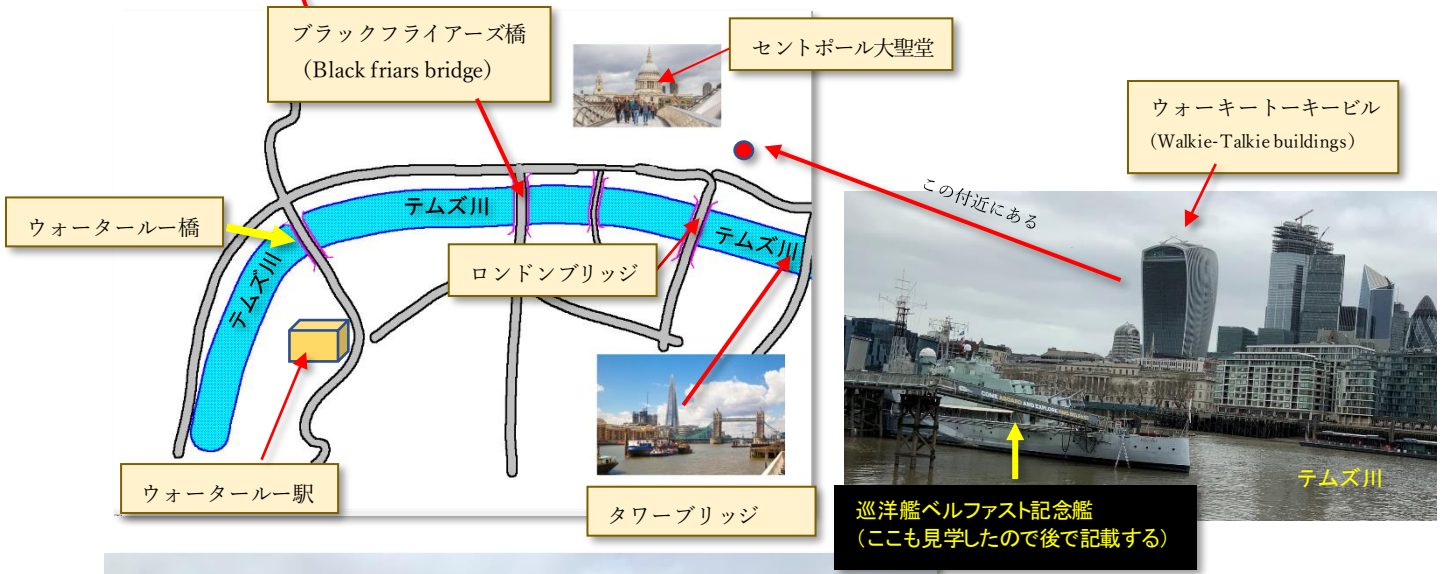 ブラックフライアーズ橋
（Black friars bridge）
セントポール大聖堂
ウォーキートーキービル
(Walkie-Talkie buildings)
この付近にある
ウォータールー橋
テムズ川
テムズ川
テムズ川
ロンドンブリッジ
ウォータールー駅
タワーブリッジ
COME ABOARD AND EXPLORE
テムズ川
巡洋艦ベルファスト記念艦
（ここも見学したので後で記載する）